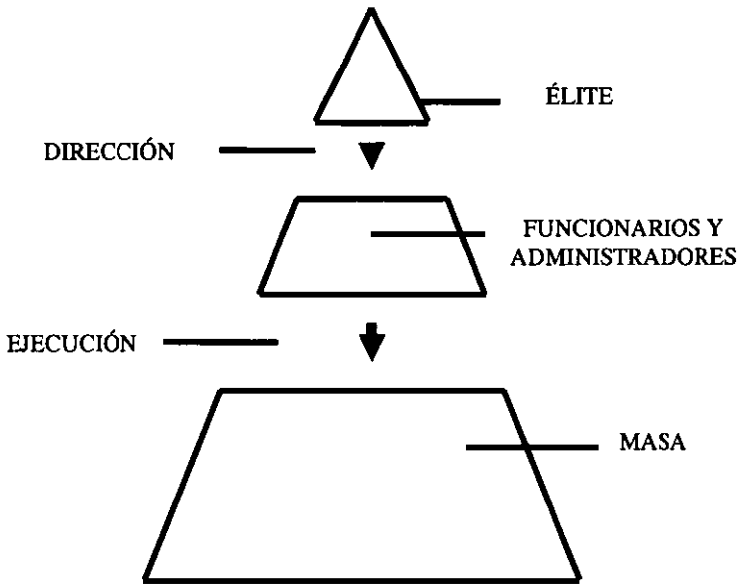 ÉLITE
DIRECCIÓN
FUNCIONARIOS Y
ADMINISTRADORES
EJECUCIÓN
MASA